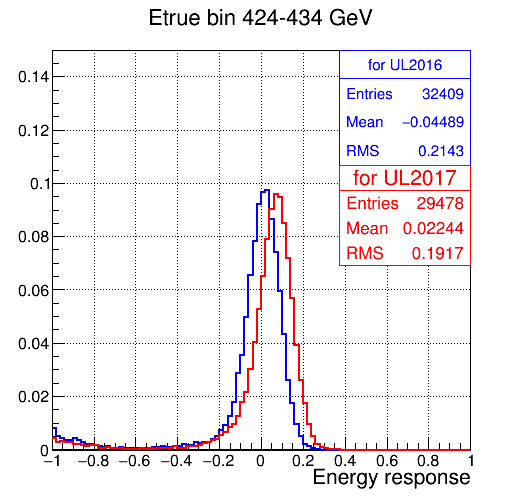 Etrue bin 424-434 GeV
for UL2016
Entries 32409
Mean −0.04489
RMS 0.2143
for UL2017
Entries 29478
Mean 0.02244
RMS 0.1917
0.14
0.12
0.1
0.08
0.06
0.04
0.02
0
−1 −0.8 −0.6 −0.4 −0.2 0 0.2 0.4 0.6 0.8 1
Energy response